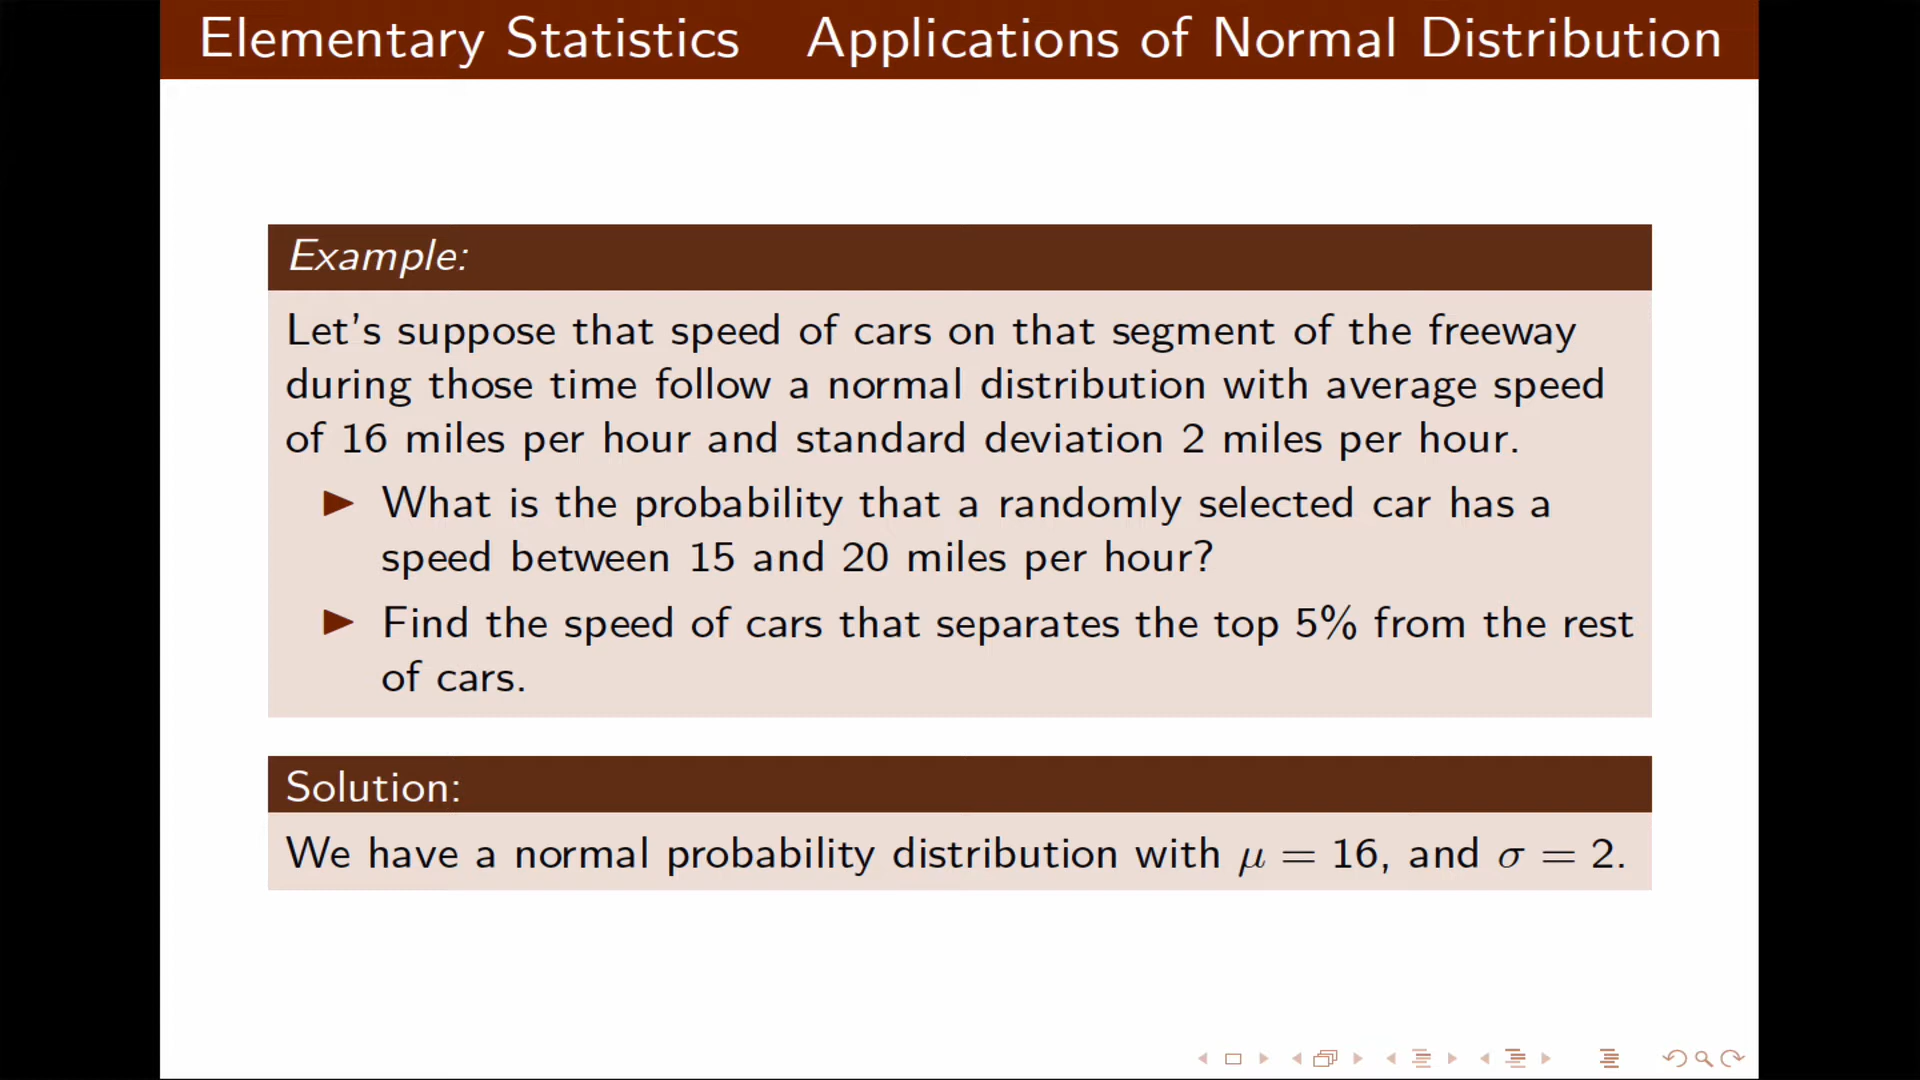 Elementary Statistics Applications of Normal Distribution
Example:
Let's suppose that speed of cars on that segment of the freeway
during those time follow a normal distribution with average speed
of 16 miles per hour and standard deviation 2 miles per hour.
► What is the probability that a randomly selected car has a
speed between 15 and 20 miles per hour?
► Find the speed of cars that separates the top 5% from the rest
of cars.
Solution:
We have a normal probability distribution with μ = 16, and σ = 2.